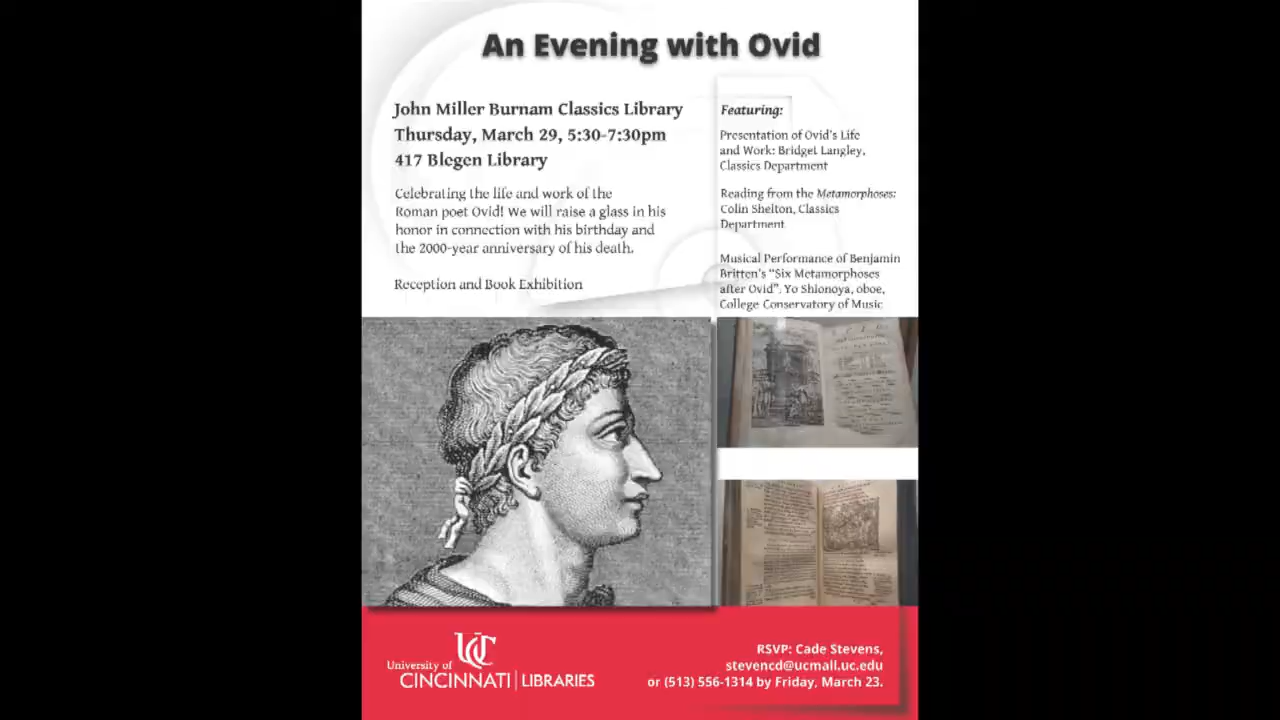 An Evening with Ovid
John Miller Burnam Classics Library
Thursday, March 29, 5:30-7:30pm
417 Blegen Library
Celebrating the life and work of the
Roman poet Ovid! We will raise a glass in his
honor in connection with his birthday and
the 2000-year anniversary of his death.
Reception and Book Exhibition
Featuring:
Presentation of Ovid's Life
and Work: Bridget Langley,
Classics Department
Reading from the Metamorphoses:
Colin Shelton, Classics
Department
Musical Performance of Benjamin
Britten's "Six Metamorphoses
after Ovid". Yo Shionoya, oboe,
College Conservatory of Music
UC
University of
CINCINNATI | LIBRARIES
RSVP: Cade Stevens,
stevencd@ucmail.uc.edu
or (513) 556-1314 by Friday, March 23.